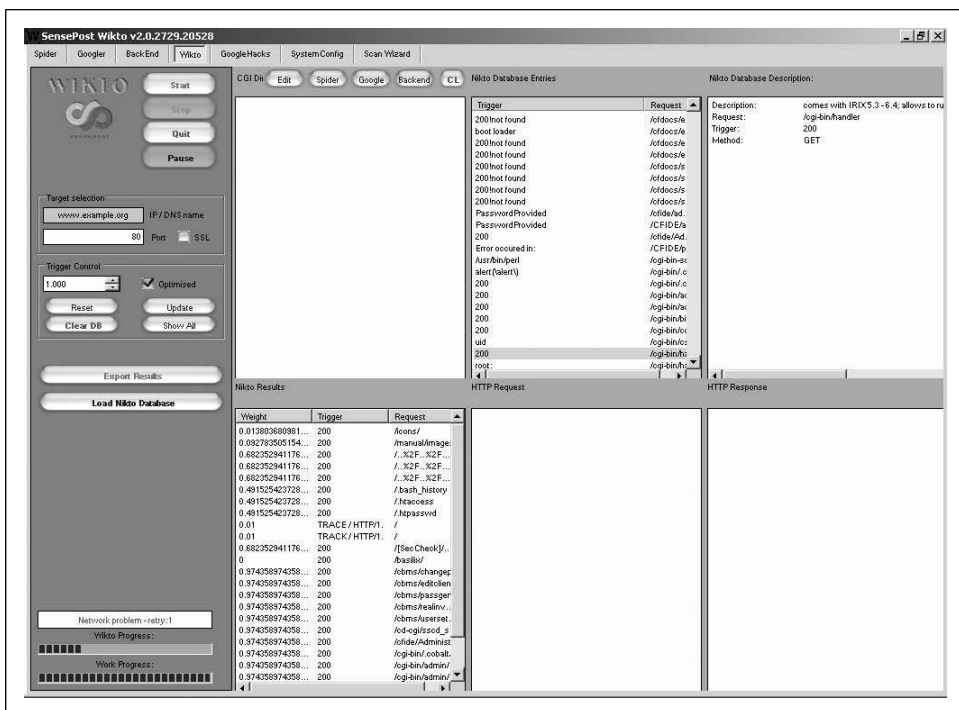 SensePost Wikto v2.0.2729.20528
Spider Googler BackEnd Wikto GoogleHacks SystemConfig Scan Wizard
WIKTO
SENSEPOST
Start
Stop
Quit
Pause
Target selection
www.example.org IP / DNS name
80 Port SSL
Trigger Control
1.000 Optimised
Reset Update
Clear DB Show All
Export Results
Load Nikto Database
Network problem - retry:1
Wikto Progress:
Work Progress:
CGI Dir Edit Spider Google Backend CL
Nikto Database Entries
Trigger Request
200!not found /cfdocs/e
boot loader /cfdocs/e
200!not found /cfdocs/e
200!not found /cfdocs/e
200!not found /cfdocs/s
200!not found /cfdocs/s
200!not found /cfdocs/s
200!not found /cfdocs/s
PasswordProvided /cfide/ad.
PasswordProvided /CFIDE/a
200 /cfide/Ad.
Error occured in: /CFIDE/p
/usr/bin/perl /cgi-bin-sc
alert(\alert\) /cgi-bin/.c
200 /cgi-bin/.c
200 /cgi-bin/ac
200 /cgi-bin/ac
200 /cgi-bin/bi
200 /cgi-bin/cc
uid /cgi-bin/cs
200 /cgi-bin/ha
root: /cgi-bin/ha
Nikto Database Description:
Description: comes with IRIX 5.3 - 6.4; allows to ru
Request: /cgi-bin/handler
Trigger: 200
Method: GET
Nikto Results
Weight Trigger Request
0.013803680981... 200 /icons/
0.092783505154... 200 /manual/image:
0.682352941176... 200 /..%2F..%2F...
0.682352941176... 200 /..%2F..%2F...
0.682352941176... 200 /..%2F..%2F...
0.491525423728... 200 /.bash_history
0.491525423728... 200 /.htaccess
0.491525423728... 200 /.htpasswd
0.01 TRACE / HTTP/1. /
0.01 TRACK / HTTP/1. /
0.682352941176... 200 /[SecCheck]/..
0 200 /basilix/
0.974358974358... 200 /cbms/changep
0.974358974358... 200 /cbms/editclien
0.974358974358... 200 /cbms/passger
0.974358974358... 200 /cbms/realinv..
0.974358974358... 200 /cbms/userset.
0.974358974358... 200 /cd-cgi/sscd_s
0.974358974358... 200 /cfide/Administ
0.974358974358... 200 /cgi-bin/.cobalt.
0.974358974358... 200 /cgi-bin/admin/
0.974358974358... 200 /cgi-bin/admin/
HTTP Request
HTTP Response